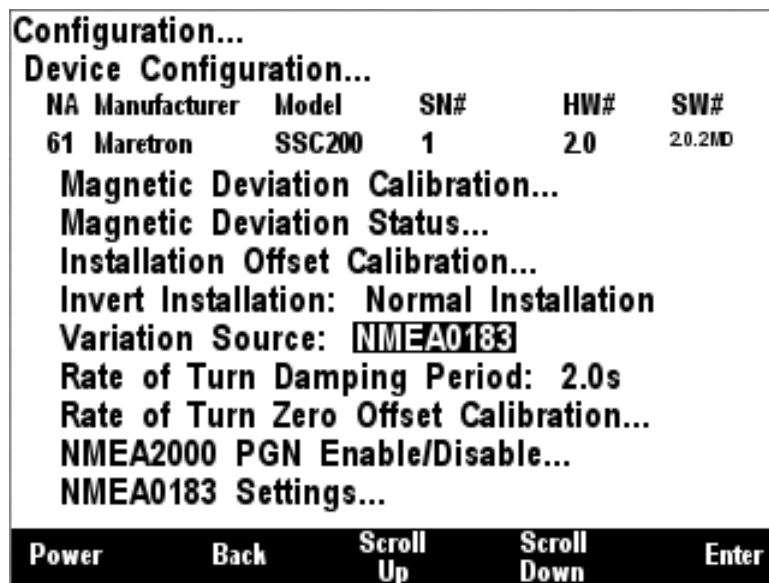 Configuration...
Device Configuration...
NA Manufacturer Model SN# HW# SW#
61 Maretron SSC200 1 2.0 2.0.2MD
Magnetic Deviation Calibration...
Magnetic Deviation Status...
Installation Offset Calibration...
Invert Installation: Normal Installation
Variation Source: NMEA0183
Rate of Turn Damping Period: 2.0s
Rate of Turn Zero Offset Calibration...
NMEA2000 PGN Enable/Disable...
NMEA0183 Settings...
Power Back Scroll Up Scroll Down Enter